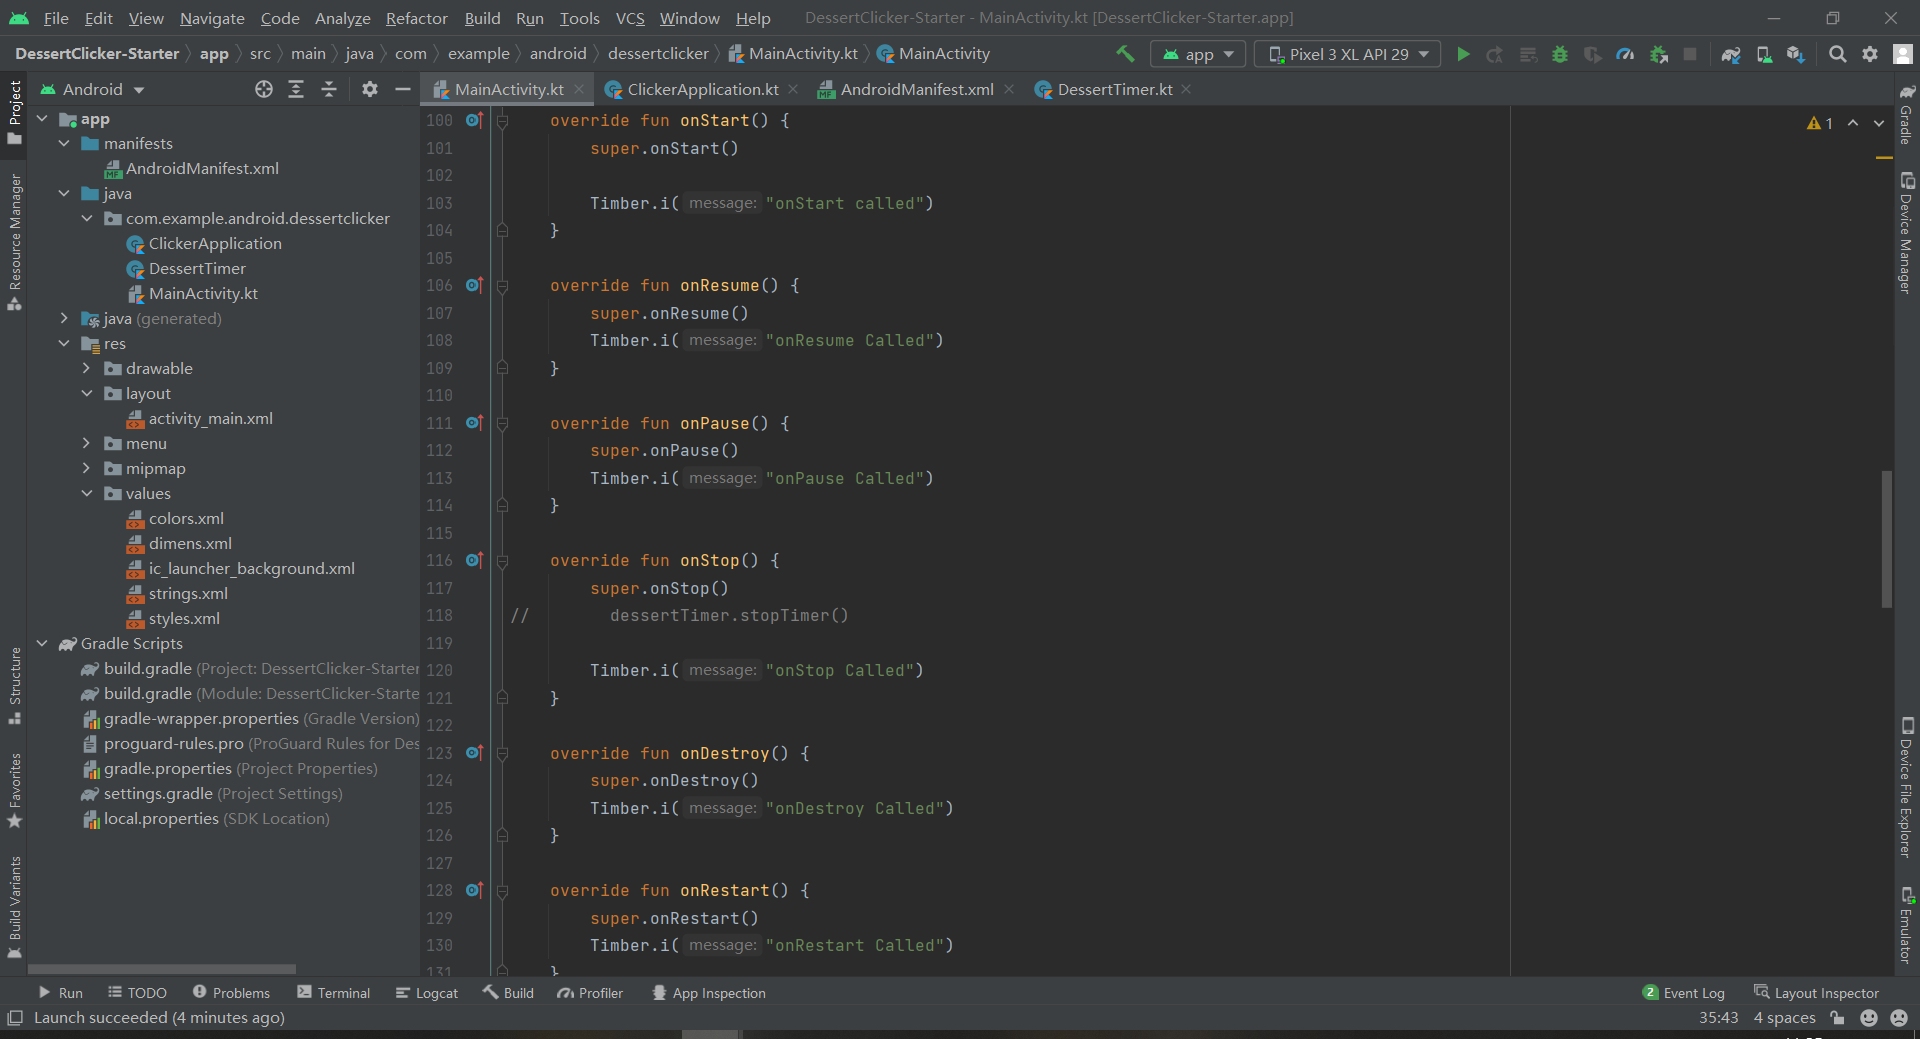 File Edit View Navigate Code Analyze Refactor Build Run Tools VCS Window Help DessertClicker-Starter - MainActivity.kt [DessertClicker-Starter.app]
DessertClicker-Starter app src main java com example android dessertclicker MainActivity.kt MainActivity app Pixel 3 XL API 29
Android
MainActivity.kt ClickerApplication.kt AndroidManifest.xml DessertTimer.kt
Project
Resource Manager
Structure
Favorites
Build Variants
app
manifests
AndroidManifest.xml
java
com.example.android.dessertclicker
ClickerApplication
DessertTimer
MainActivity.kt
java (generated)
res
drawable
layout
activity_main.xml
menu
mipmap
values
colors.xml
dimens.xml
ic_launcher_background.xml
strings.xml
styles.xml
Gradle Scripts
build.gradle (Project: DessertClicker-Starter
build.gradle (Module: DessertClicker-Starte
gradle-wrapper.properties (Gradle Version)
proguard-rules.pro (ProGuard Rules for Des
gradle.properties (Project Properties)
settings.gradle (Project Settings)
local.properties (SDK Location)
1
100 override fun onStart() {
101 super.onStart()
102
103 Timber.i( message: "onStart called")
104 }
105
106 override fun onResume() {
107 super.onResume()
108 Timber.i( message: "onResume Called")
109 }
110
111 override fun onPause() {
112 super.onPause()
113 Timber.i( message: "onPause Called")
114 }
115
116 override fun onStop() {
117 super.onStop()
118 // dessertTimer.stopTimer()
119
120 Timber.i( message: "onStop Called")
121 }
122
123 override fun onDestroy() {
124 super.onDestroy()
125 Timber.i( message: "onDestroy Called")
126 }
127
128 override fun onRestart() {
129 super.onRestart()
130 Timber.i( message: "onRestart Called")
131 }
Gradle
Device Manager
Device File Explorer
Emulator
Run TODO Problems Terminal Logcat Build Profiler App Inspection 2 Event Log Layout Inspector
Launch succeeded (4 minutes ago) 35:43 4 spaces